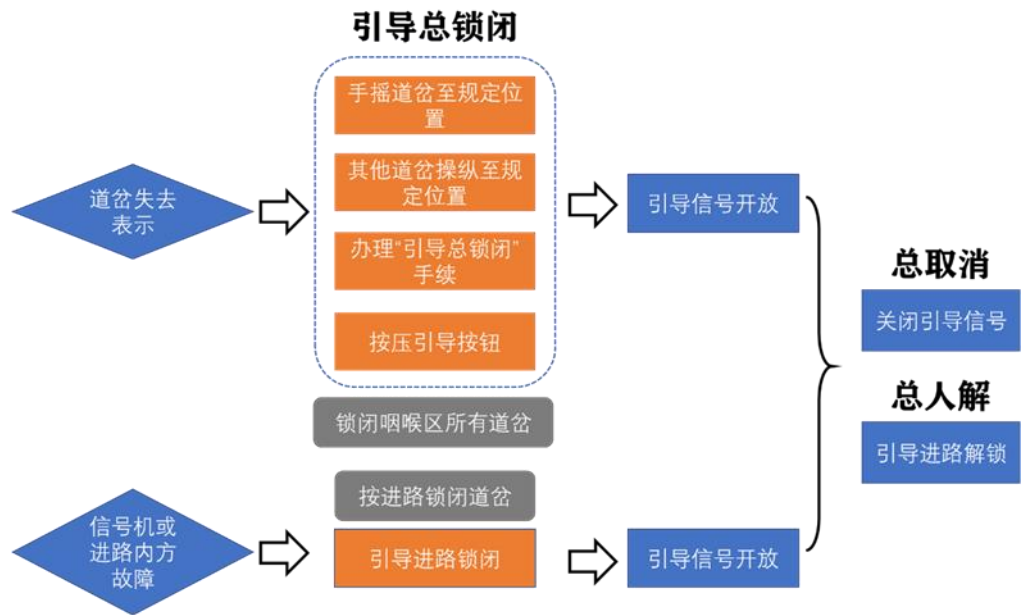 引导总锁闭
手摇道岔至规定位
置
其他道岔操纵至规
定位置
办理“引导总锁闭”
手续
按压引导按钮
道岔失去
表示
引导信号开放
锁闭咽喉区所有道岔
按进路锁闭道岔
信号机或
进路内方
故障
引导进路锁闭
引导信号开放
总取消
关闭引导信号
总人解
引导进路解锁